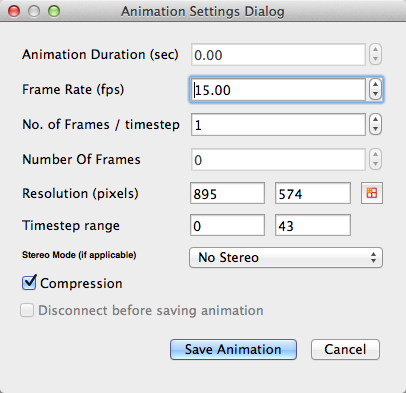 Animation Settings Dialog
Animation Duration (sec) 0.00
Frame Rate (fps) 15.00
No. of Frames / timestep 1
Number Of Frames 0
Resolution (pixels) 895 574
Timestep range 0 43
Stereo Mode (if applicable) No Stereo
Compression
Disconnect before saving animation
Save Animation Cancel